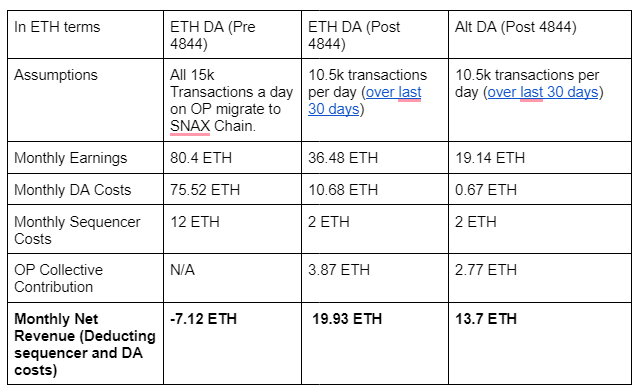 In ETH terms
ETH DA (Pre
4844)
ETH DA (Post
4844)
Alt DA (Post 4844)
Assumptions
All 15k
Transactions a day
on OP migrate to
SNAX Chain.
10.5k transactions
per day (over last
30 days)
10.5k transactions per
day (over last 30 days)
Monthly Earnings
80.4 ETH
36.48 ETH
19.14 ETH
Monthly DA Costs
75.52 ETH
10.68 ETH
0.67 ETH
Monthly Sequencer
Costs
12 ETH
2 ETH
2 ETH
OP Collective
Contribution
N/A
3.87 ETH
2.77 ETH
Monthly Net
Revenue (Deducting
sequencer and DA
costs)
-7.12 ETH
19.93 ETH
13.7 ETH